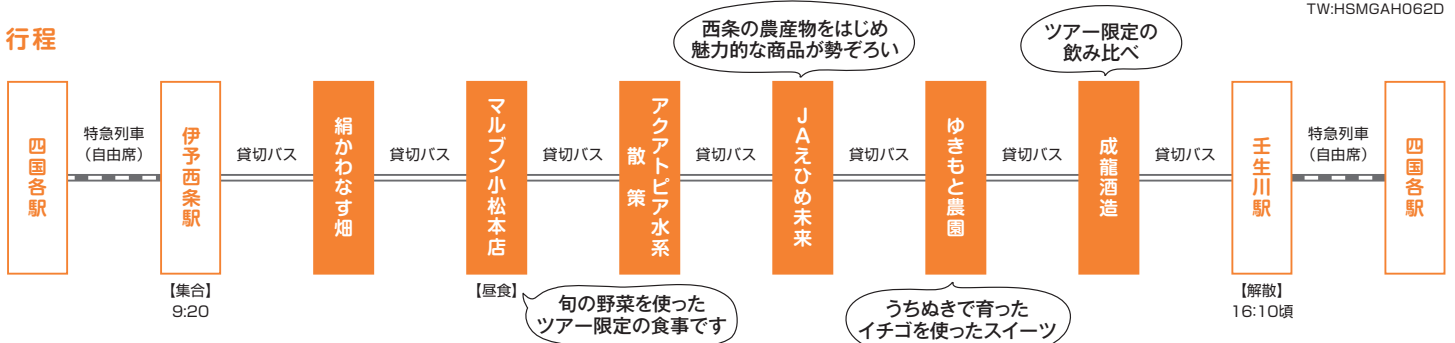 TW:HSMGAH062D
行程
西条の農産物をはじめ
魅力的な商品が勢ぞろい
ツアー限定の
飲み比べ
四国各駅
特急列車
（自由席）
伊予西条駅
貸切バス
絹かわなす畑
貸切バス
マルブン小松本店
貸切バス
アクアトピア水系
散策
貸切バス
JAえひめ未来
貸切バス
ゆきもと農園
貸切バス
成龍酒造
貸切バス
壬生川駅
特急列車
（自由席）
四国各駅
【集合】
9:20
【昼食】
旬の野菜を使った
ツアー限定の食事です
うちぬきで育った
イチゴを使ったスイーツ
【解散】
16:10頃